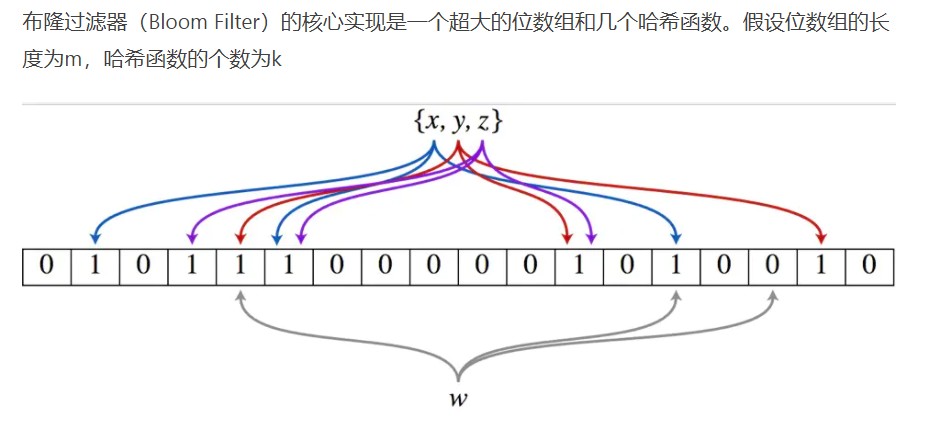 布隆过滤器（Bloom Filter）的核心实现是一个超大的位数组和几个哈希函数。假设位数组的长
度为m，哈希函数的个数为k
{x, y, z}
0 1 0 1 1 1 0 0 0 0 0 1 0 1 0 0 1 0
w